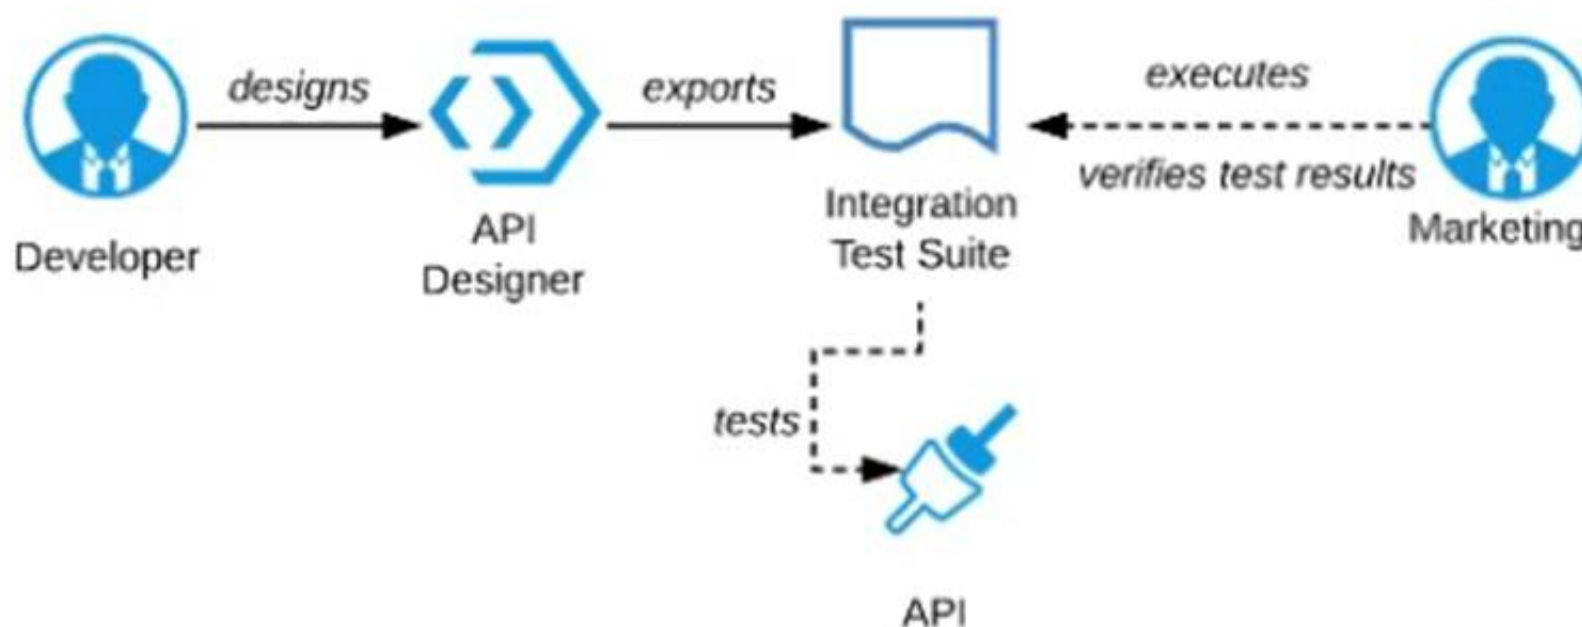 designs
exports
executes
verifies test results
Developer
API
Designer
Integration
Test Suite
Marketing
tests
API